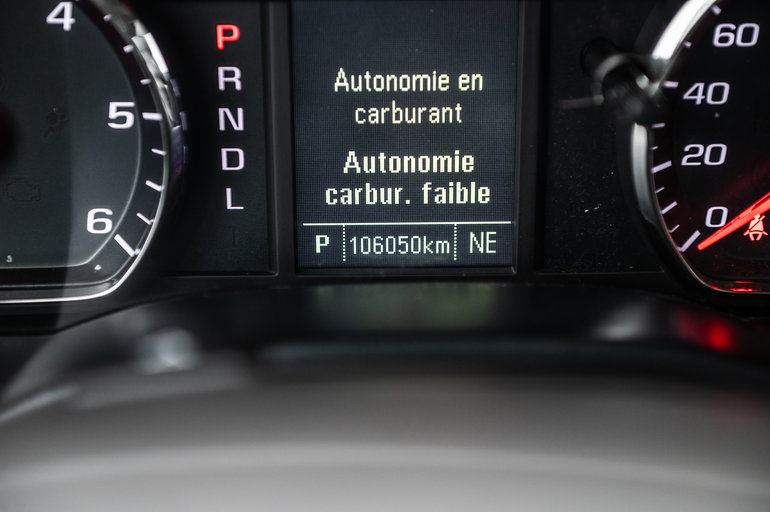 4
5
6
P
R
N
D
L
Autonomie en
carburant
Autonomie
carbur. faible
P 106050km NE
60
40
20
0